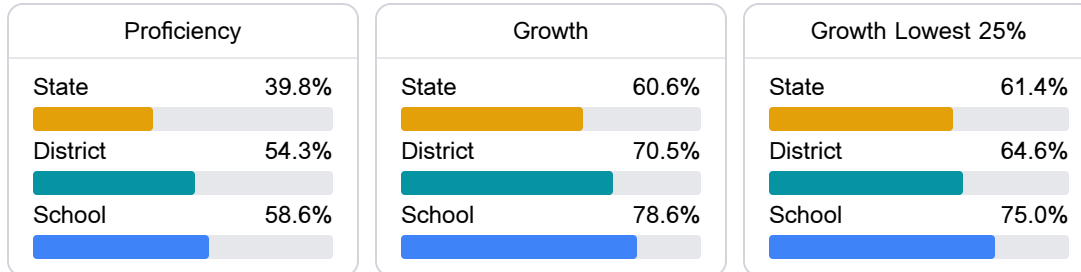 Proficiency
State 39.8%
District 54.3%
School 58.6%
Growth
State 60.6%
District 70.5%
School 78.6%
Growth Lowest 25%
State 61.4%
District 64.6%
School 75.0%